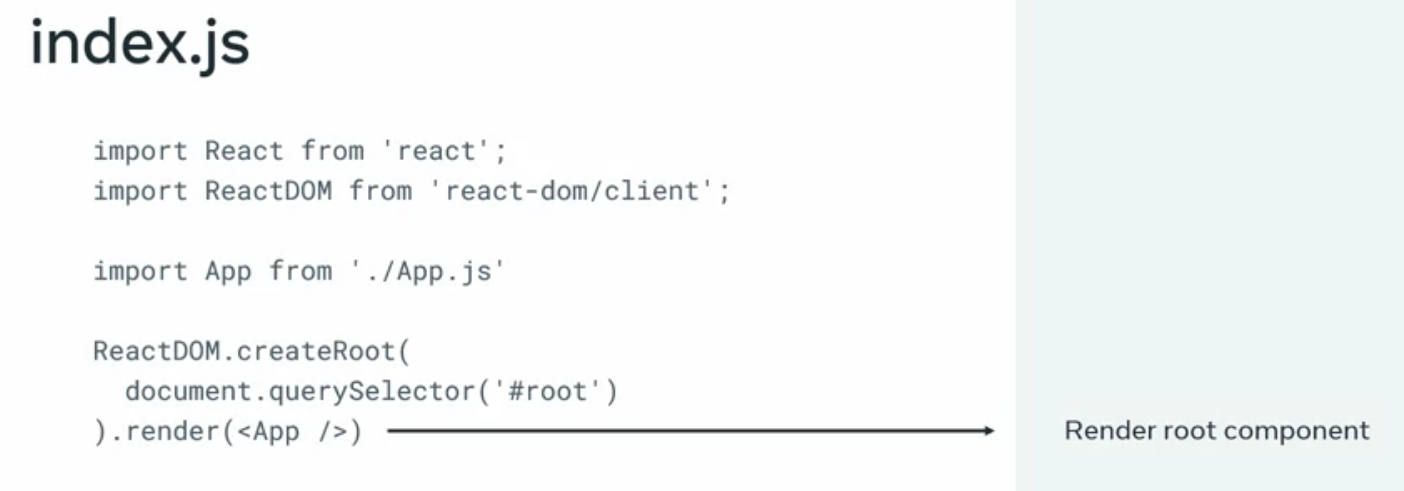 index.js
import React from 'react';
import ReactDOM from 'react-dom/client';
import App from './App.js'
ReactDOM.createRoot(
  document.querySelector('#root')
).render(<App />)
Render root component